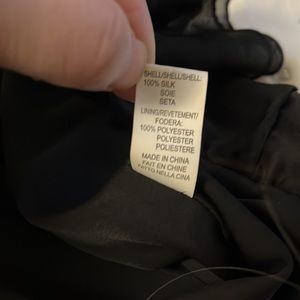 SHELL/SHELL/SHELL:
100% SILK
SOIE
SETA
LINING/REVETEMENT/
FODERA:
100% POLYESTER
POLYESTER
POLIESTERE
MADE IN CHINA
FAIT EN CHINE
FATTO NELLA CINA